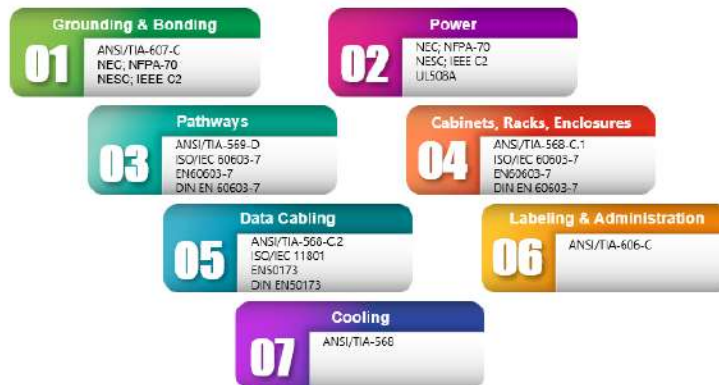 Grounding & Bonding
01
ANSI/TIA-607-C
NEC; NFPA-70
NESC; IEEE C2
Power
02
NEC; NFPA-70
NESC; IEEE C2
UL508A
Pathways
03
ANSI/TIA-569-D
ISO/IEC 60603-7
EN60603-7
DIN EN 60603-7
Cabinets, Racks, Enclosures
04
ANSI/TIA-568-C.1
ISO/IEC 60603-7
EN60603-7
DIN EN 60603-7
Data Cabling
05
ANSI/TIA-568-C.2
ISO/IEC 11801
EN50173
DIN EN50173
Labeling & Administration
06
ANSI/TIA-606-C
Cooling
07
ANSI/TIA-568